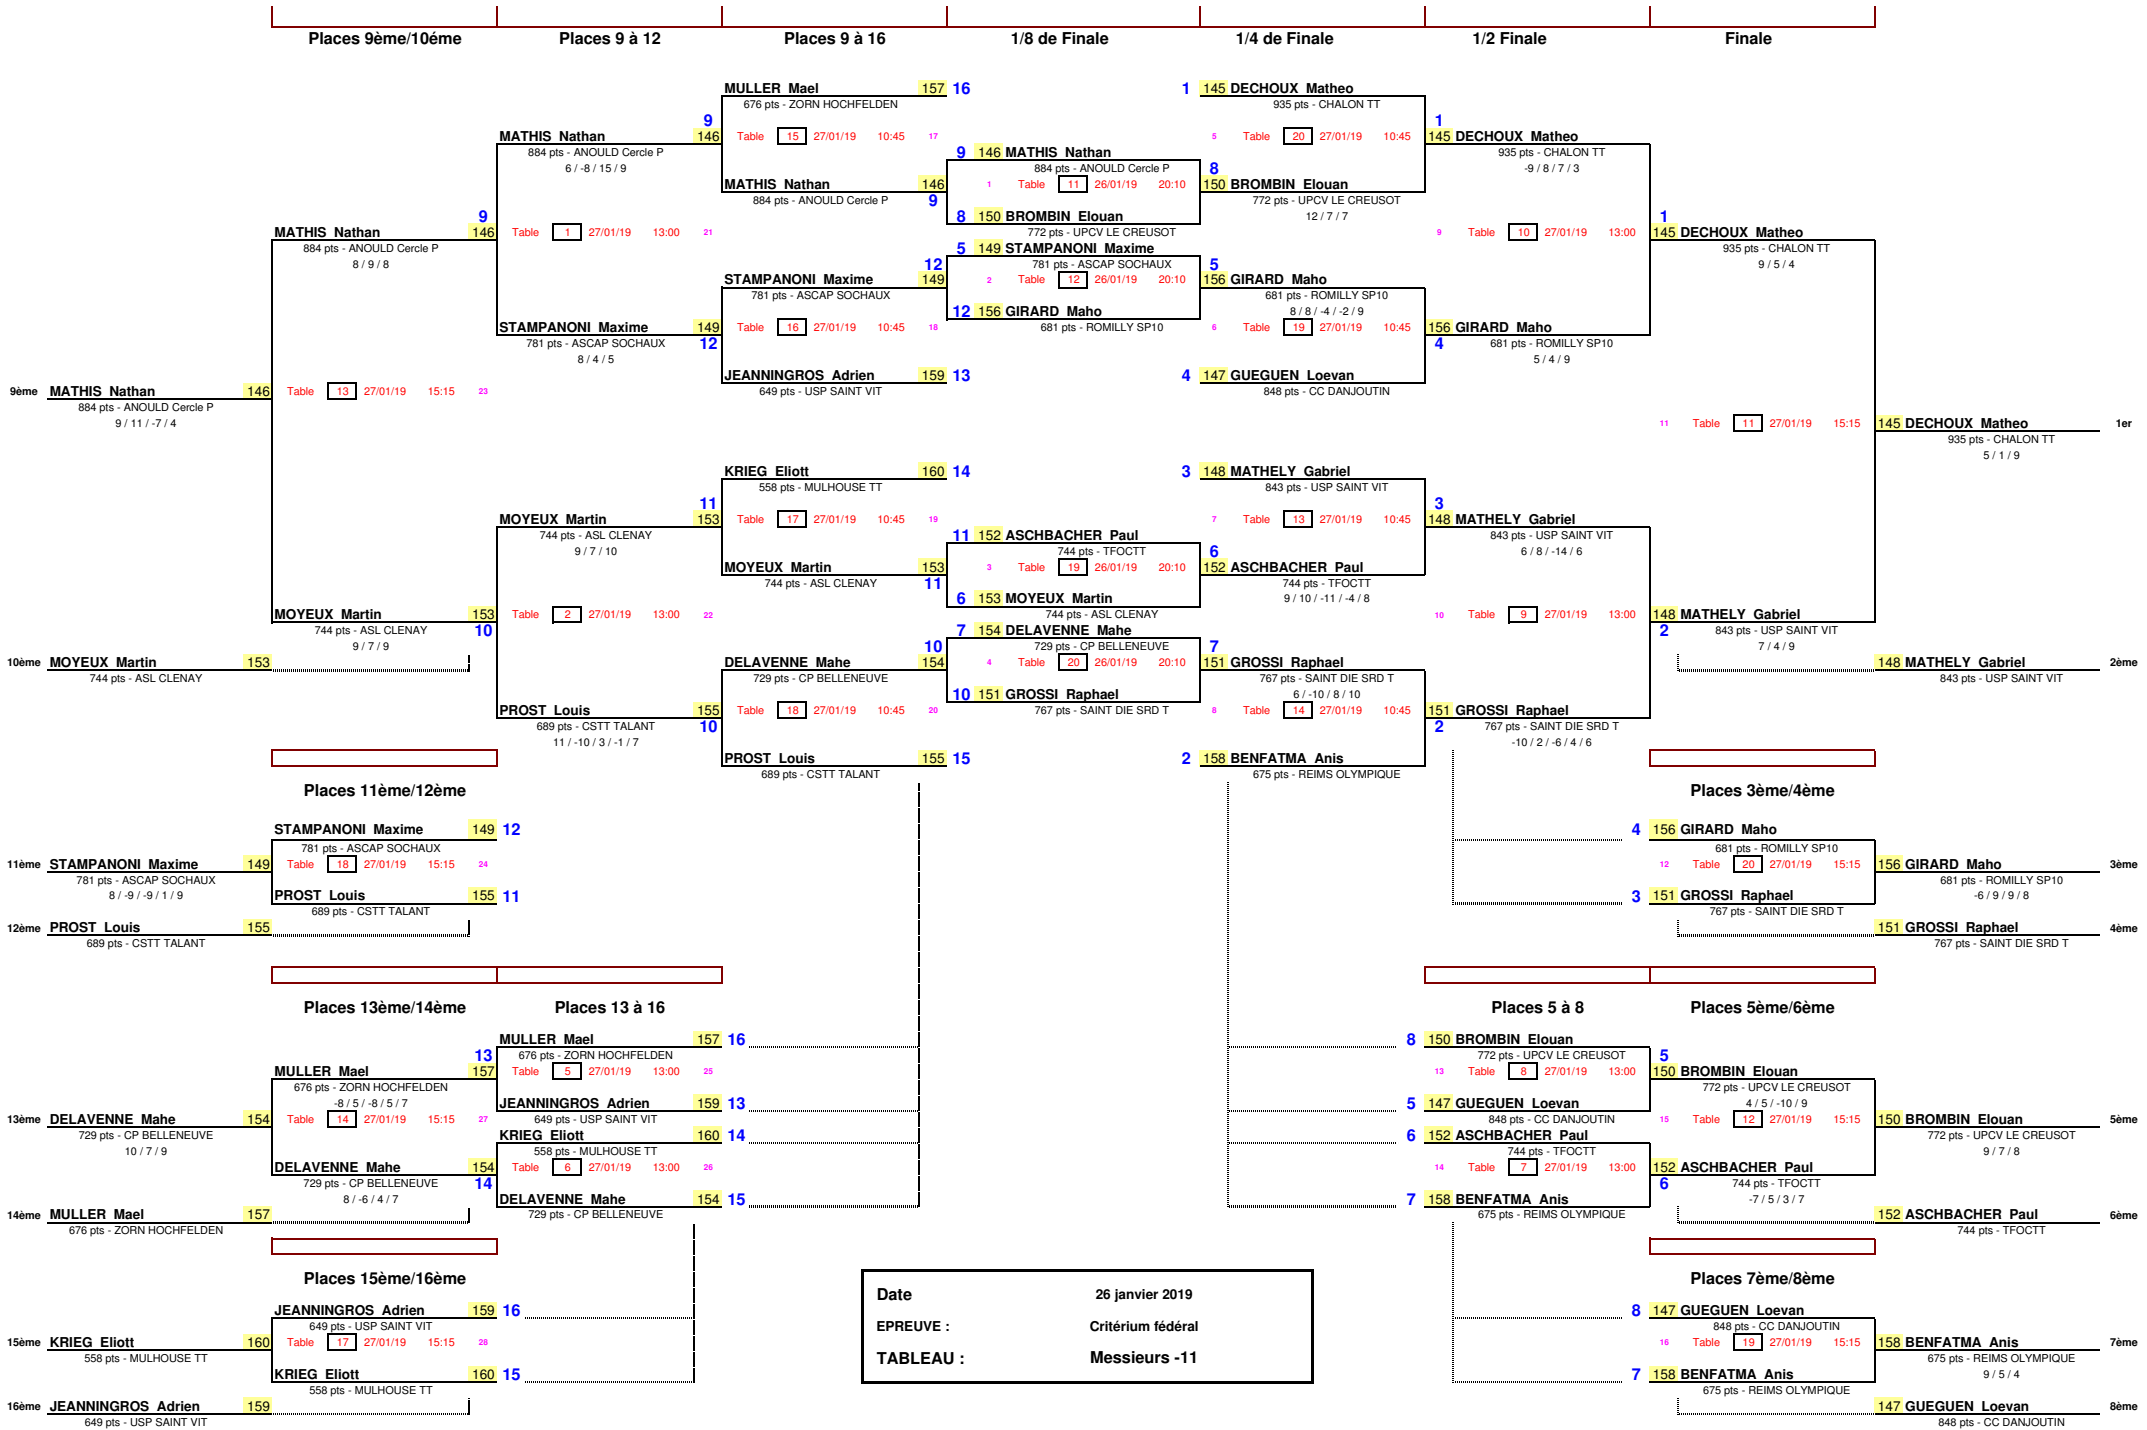 Places 9ème/10éme Places 9 à 12 Places 9 à 16 1/8 de Finale 1/4 de Finale 1/2 Finale Finale
MULLER Mael 157 16 1 145 DECHOUX Matheo
676 pts - ZORN HOCHFELDEN 935 pts - CHALON TT
9 1
MATHIS Nathan 146 Table 15 27/01/19 10:45 17 5 Table 20 27/01/19 10:45 145 DECHOUX Matheo
884 pts - ANOULD Cercle P 9 146 MATHIS Nathan 935 pts - CHALON TT
6 / -8 / 15 / 9 884 pts - ANOULD Cercle P 8 -9 / 8 / 7 / 3
MATHIS Nathan 146 1 Table 11 26/01/19 20:10 150 BROMBIN Elouan
884 pts - ANOULD Cercle P 9 772 pts - UPCV LE CREUSOT
9 8 150 BROMBIN Elouan 12 / 7 / 7 1
MATHIS Nathan 146 Table 1 27/01/19 13:00 21 772 pts - UPCV LE CREUSOT 9 Table 10 27/01/19 13:00 145 DECHOUX Matheo
884 pts - ANOULD Cercle P 5 149 STAMPANONI Maxime 935 pts - CHALON TT
8 / 9 / 8 12 781 pts - ASCAP SOCHAUX 5 9 / 5 / 4
STAMPANONI Maxime 149 2 Table 12 26/01/19 20:10 156 GIRARD Maho
781 pts - ASCAP SOCHAUX 681 pts - ROMILLY SP10
12 156 GIRARD Maho 8 / 8 / -4 / -2 / 9
STAMPANONI Maxime 149 Table 16 27/01/19 10:45 18 681 pts - ROMILLY SP10 6 Table 19 27/01/19 10:45 156 GIRARD Maho
781 pts - ASCAP SOCHAUX 12 4 681 pts - ROMILLY SP10
8 / 4 / 5 5 / 4 / 9
JEANNINGROS Adrien 159 13 4 147 GUEGUEN Loevan
649 pts - USP SAINT VIT 848 pts - CC DANJOUTIN
9ème MATHIS Nathan 146 Table 13 27/01/19 15:15 23
884 pts - ANOULD Cercle P
9 / 11 / -7 / 4 11 Table 11 27/01/19 15:15 145 DECHOUX Matheo 1er
935 pts - CHALON TT
5 / 1 / 9
KRIEG Eliott 160 14 3 148 MATHELY Gabriel
558 pts - MULHOUSE TT 843 pts - USP SAINT VIT
11 3
MOYEUX Martin 153 Table 17 27/01/19 10:45 19 7 Table 13 27/01/19 10:45 148 MATHELY Gabriel
744 pts - ASL CLENAY 11 152 ASCHBACHER Paul 843 pts - USP SAINT VIT
9 / 7 / 10 744 pts - TFOCTT 6 6 / 8 / -14 / 6
MOYEUX Martin 153 3 Table 19 26/01/19 20:10 152 ASCHBACHER Paul
744 pts - ASL CLENAY 11 744 pts - TFOCTT
6 153 MOYEUX Martin 9 / 10 / -11 / -4 / 8
MOYEUX Martin 153 Table 2 27/01/19 13:00 22 744 pts - ASL CLENAY 10 Table 9 27/01/19 13:00 148 MATHELY Gabriel
744 pts - ASL CLENAY 10 7 154 DELAVENNE Mahe 2 843 pts - USP SAINT VIT
9 / 7 / 9 10 729 pts - CP BELLENEUVE 7 7 / 4 / 9
10ème MOYEUX Martin 153 DELAVENNE Mahe 154 4 Table 20 26/01/19 20:10 151 GROSSI Raphael 148 MATHELY Gabriel 2ème
744 pts - ASL CLENAY 729 pts - CP BELLENEUVE 767 pts - SAINT DIE SRD T 843 pts - USP SAINT VIT
10 151 GROSSI Raphael 6 / -10 / 8 / 10
PROST Louis 155 Table 18 27/01/19 10:45 20 767 pts - SAINT DIE SRD T 8 Table 14 27/01/19 10:45 151 GROSSI Raphael
689 pts - CSTT TALANT 10 2 767 pts - SAINT DIE SRD T
11 / -10 / 3 / -1 / 7 -10 / 2 / -6 / 4 / 6
PROST Louis 155 15 2 158 BENFATMA Anis
689 pts - CSTT TALANT 675 pts - REIMS OLYMPIQUE
Places 11ème/12ème Places 3ème/4ème
STAMPANONI Maxime 149 12 4 156 GIRARD Maho
781 pts - ASCAP SOCHAUX 681 pts - ROMILLY SP10
11ème STAMPANONI Maxime 149 Table 18 27/01/19 15:15 24 12 Table 20 27/01/19 15:15 156 GIRARD Maho 3ème
781 pts - ASCAP SOCHAUX 681 pts - ROMILLY SP10
8 / -9 / -9 / 1 / 9 PROST Louis 155 11 3 151 GROSSI Raphael -6 / 9 / 9 / 8
689 pts - CSTT TALANT 767 pts - SAINT DIE SRD T
12ème PROST Louis 155 151 GROSSI Raphael 4ème
689 pts - CSTT TALANT 767 pts - SAINT DIE SRD T
Places 13ème/14ème Places 13 à 16 Places 5 à 8 Places 5ème/6ème
MULLER Mael 157 16 8 150 BROMBIN Elouan
13 676 pts - ZORN HOCHFELDEN 772 pts - UPCV LE CREUSOT 5
MULLER Mael 157 Table 5 27/01/19 13:00 25 13 Table 8 27/01/19 13:00 150 BROMBIN Elouan
676 pts - ZORN HOCHFELDEN 772 pts - UPCV LE CREUSOT
-8 / 5 / -8 / 5 / 7 JEANNINGROS Adrien 159 13 5 147 GUEGUEN Loevan 4 / 5 / -10 / 9
13ème DELAVENNE Mahe 154 Table 14 27/01/19 15:15 27 649 pts - USP SAINT VIT 848 pts - CC DANJOUTIN 15 Table 12 27/01/19 15:15 150 BROMBIN Elouan 5ème
729 pts - CP BELLENEUVE KRIEG Eliott 160 14 6 152 ASCHBACHER Paul 772 pts - UPCV LE CREUSOT
10 / 7 / 9 558 pts - MULHOUSE TT 744 pts - TFOCTT 9 / 7 / 8
DELAVENNE Mahe 154 Table 6 27/01/19 13:00 26 14 Table 7 27/01/19 13:00 152 ASCHBACHER Paul
729 pts - CP BELLENEUVE 14 6 744 pts - TFOCTT
8 / -6 / 4 / 7 DELAVENNE Mahe 154 15 7 158 BENFATMA Anis -7 / 5 / 3 / 7
14ème MULLER Mael 157 729 pts - CP BELLENEUVE 675 pts - REIMS OLYMPIQUE 152 ASCHBACHER Paul 6ème
676 pts - ZORN HOCHFELDEN 744 pts - TFOCTT
Places 15ème/16ème Places 7ème/8ème
Date 26 janvier 2019
JEANNINGROS Adrien 159 16 8 147 GUEGUEN Loevan
649 pts - USP SAINT VIT EPREUVE : Critérium fédéral 848 pts - CC DANJOUTIN
15ème KRIEG Eliott 160 Table 17 27/01/19 15:15 28 16 Table 19 27/01/19 15:15 158 BENFATMA Anis 7ème
558 pts - MULHOUSE TT TABLEAU : Messieurs -11 675 pts - REIMS OLYMPIQUE
KRIEG Eliott 160 15 7 158 BENFATMA Anis 9 / 5 / 4
558 pts - MULHOUSE TT 675 pts - REIMS OLYMPIQUE
16ème JEANNINGROS Adrien 159 147 GUEGUEN Loevan 8ème
649 pts - USP SAINT VIT 848 pts - CC DANJOUTIN